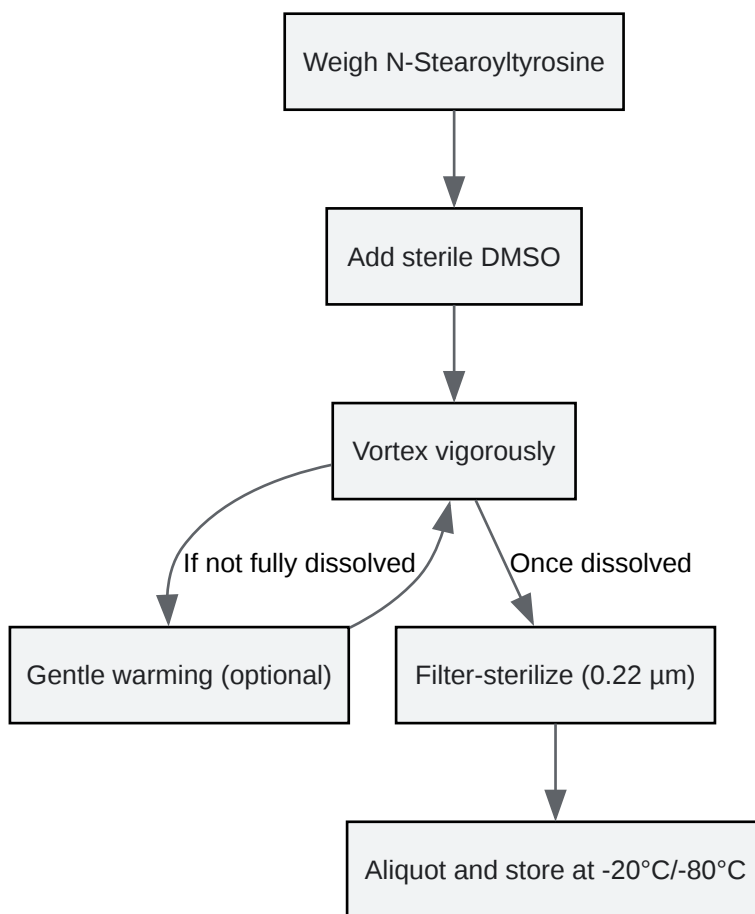 Weigh N-Stearoyltyrosine
Add sterile DMSO
Vortex vigorously
If not fully dissolved
Once dissolved
Gentle warming (optional)
Filter-sterilize (0.22 µm)
Aliquot and store at -20°C/-80°C